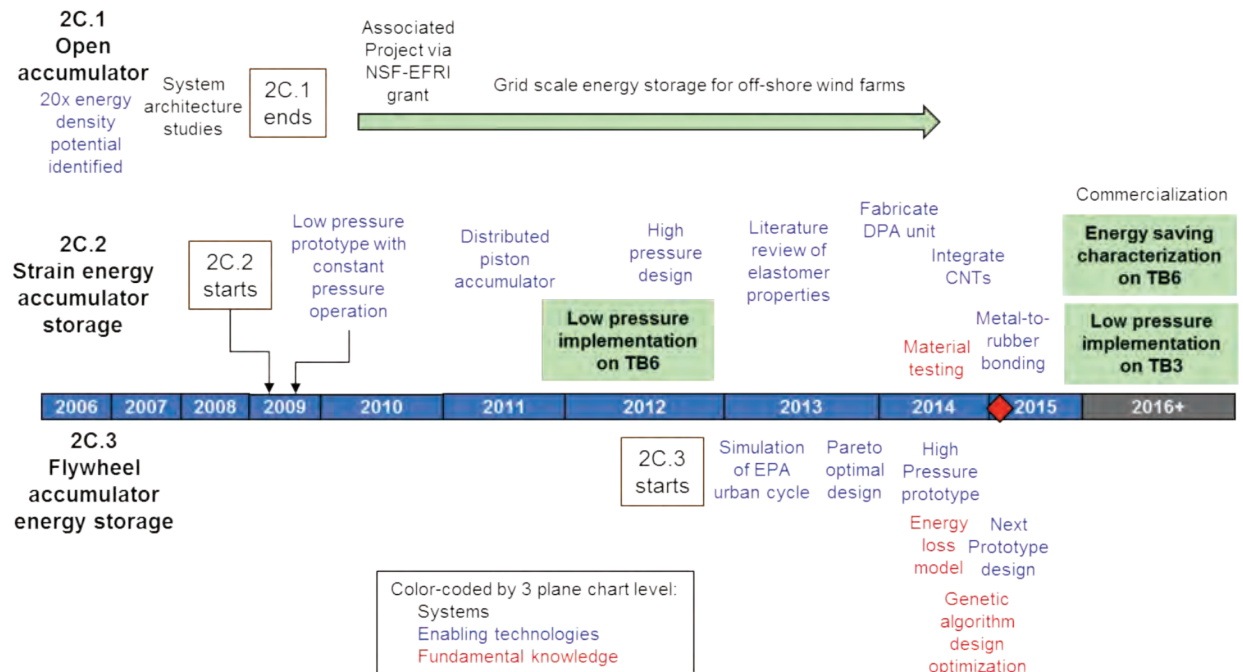 2C.1
Open
accumulator
20x energy
density
potential
identified
System
architecture
studies
2C.1
ends
Associated
Project via
NSF-EFRI
grant
Grid scale energy storage for off-shore wind farms
2C.2
Strain energy
accumulator
storage
2C.2
starts
Low pressure
prototype with
constant
pressure
operation
Distributed
piston
accumulator
High
pressure
design
Low pressure
implementation
on TB6
Literature
review of
elastomer
properties
Fabricate
DPA unit
Integrate
CNTs
Material
testing
Metal-to-
rubber
bonding
Commercialization
Energy saving
characterization
on TB6
Low pressure
implementation
on TB3
2006 2007 2008 2009 2010 2011 2012 2013 2014 2015 2016+
2C.3
Flywheel
accumulator
energy storage
2C.3
starts
Simulation
of EPA
urban cycle
Pareto
optimal
design
High
Pressure
prototype
Energy
loss
model
Next
Prototype
design
Genetic
algorithm
design
optimization
Color-coded by 3 plane chart level:
Systems
Enabling technologies
Fundamental knowledge